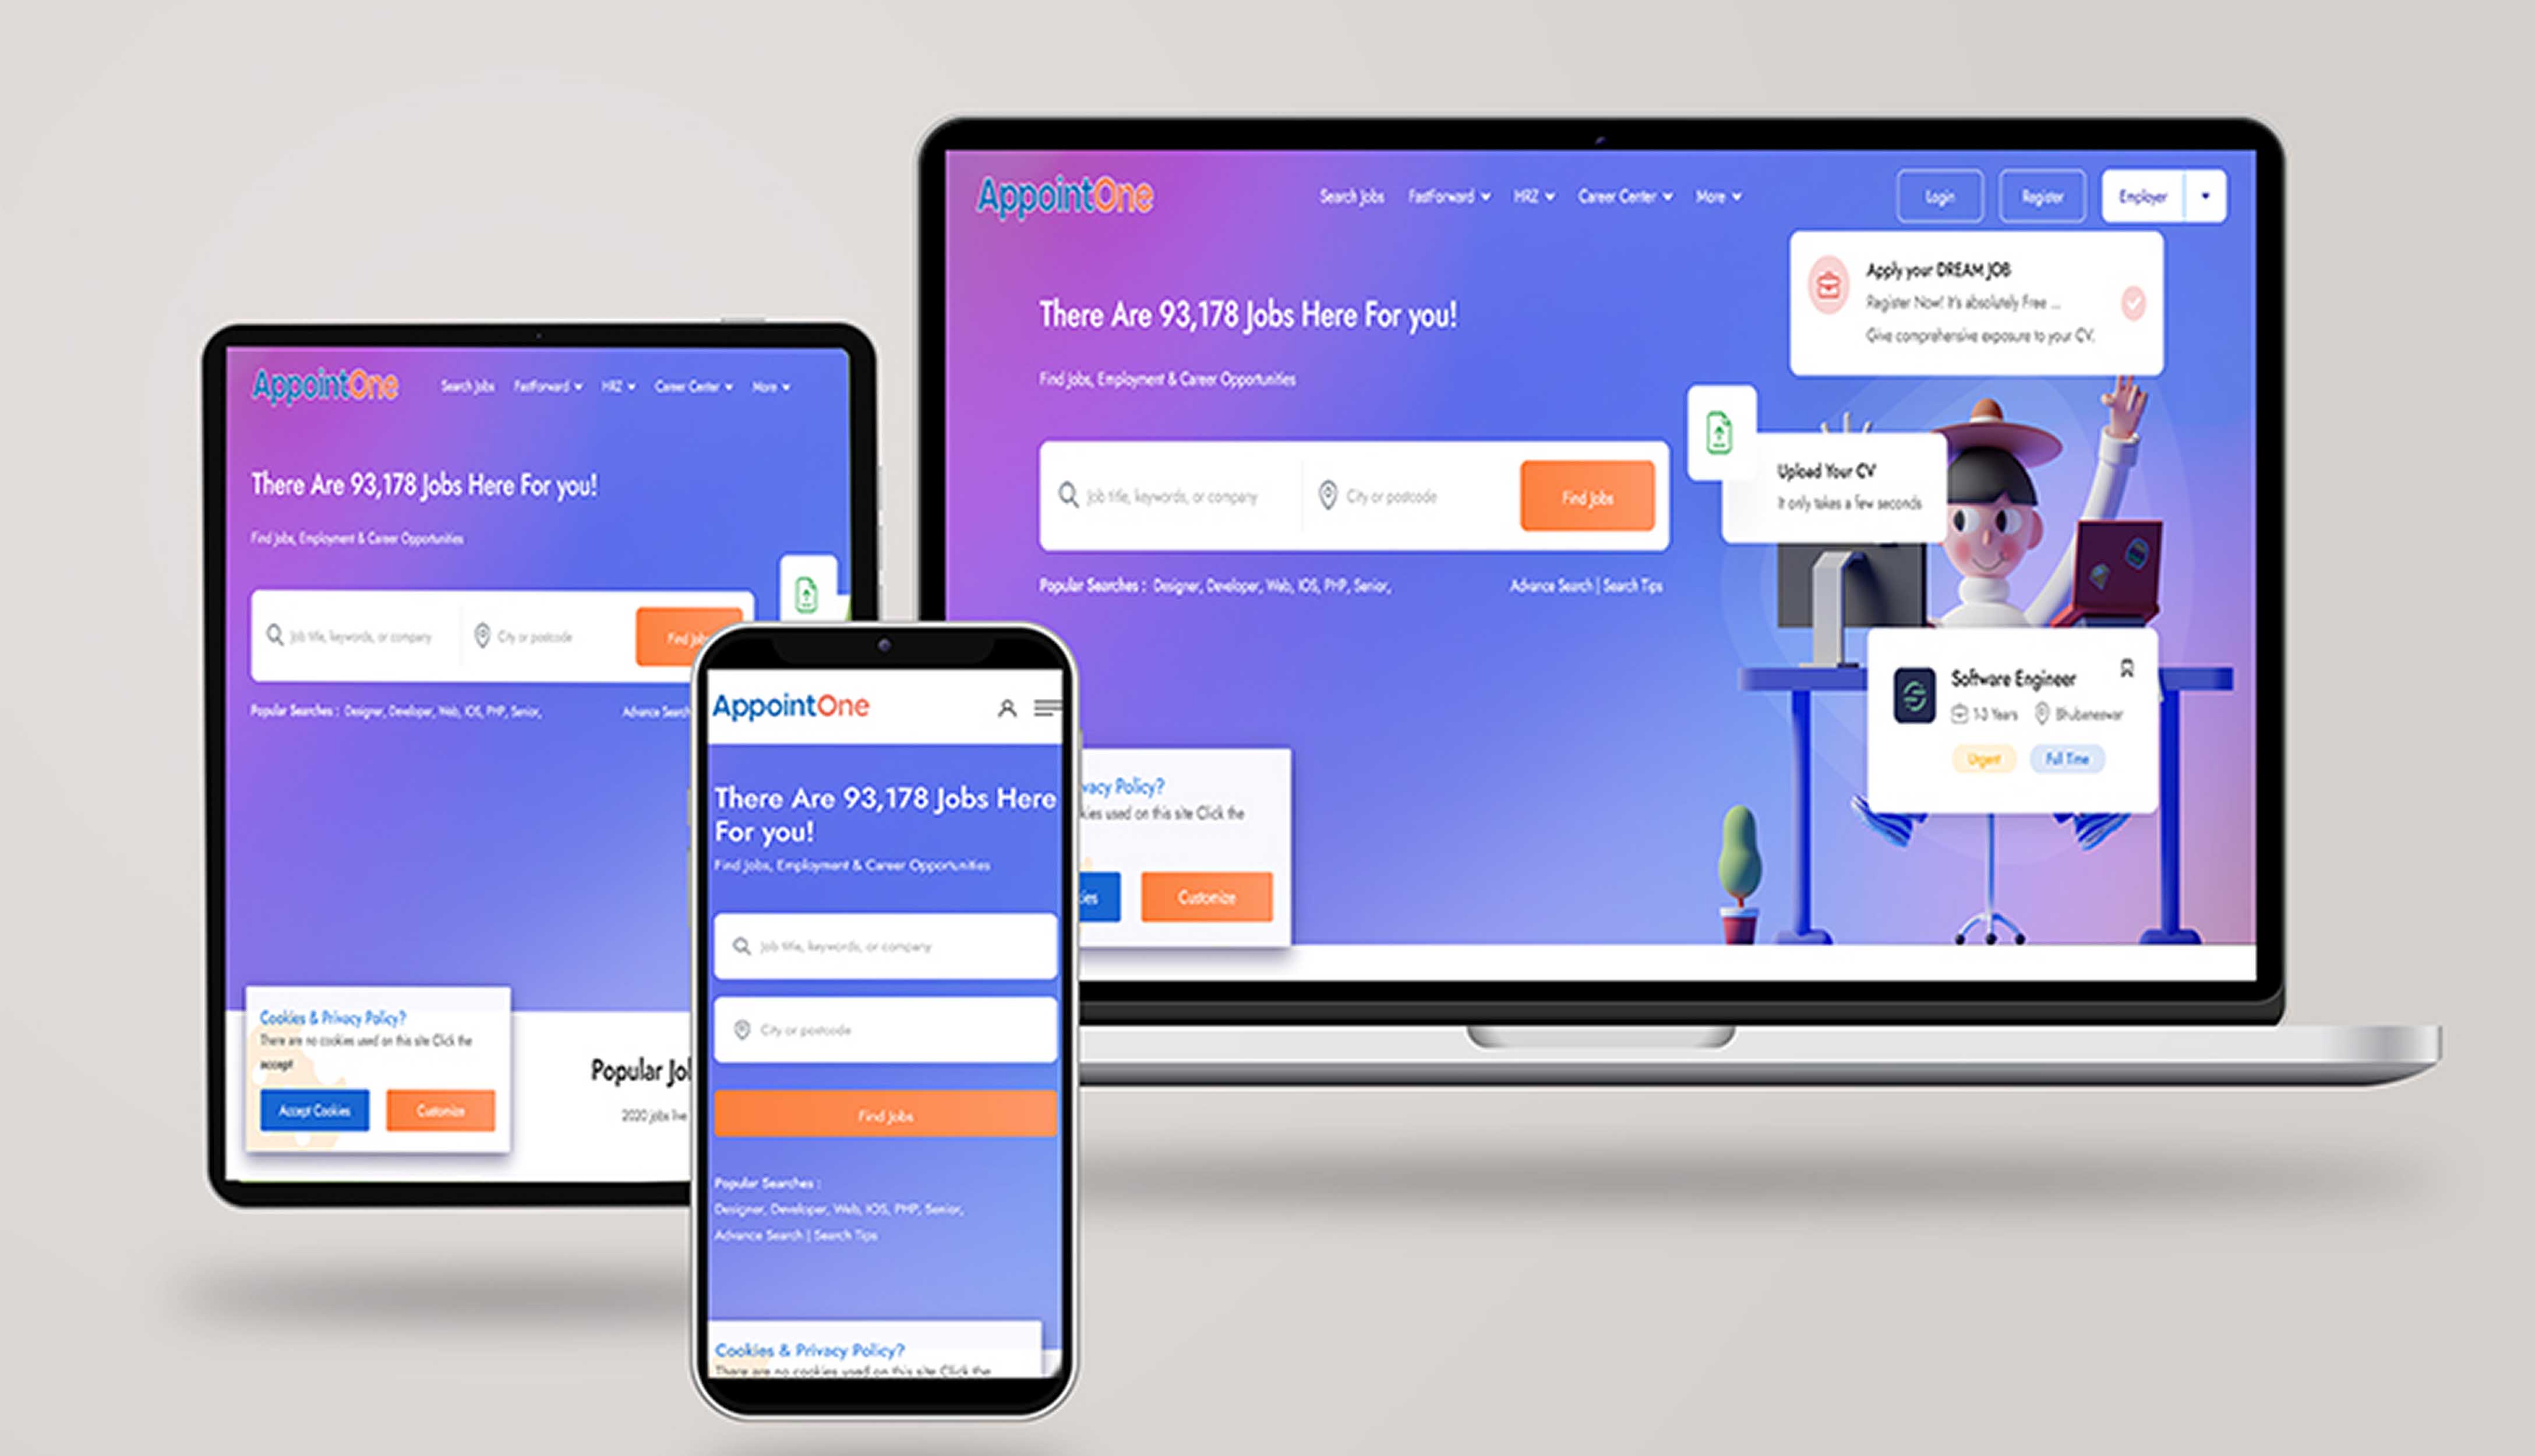 AppointOne
Search Jobs
FastForward
HRZ
Career Center
More
Login
Register
Employer
There Are 93,178 Jobs Here For you!
Find Jobs, Employment & Career Opportunities
Job title, keywords, or company
City or postcode
Find Jobs
Popular Searches : Designer, Developer, Web, IOS, PHP, Senior,
Advance Search | Search Tips
Apply your DREAM JOB
Register Now! It's absolutely Free ...
Give comprehensive exposure to your CV.
Upload Your CV
It only takes a few seconds
Software Engineer
1-3 Years
Bhubaneswar
Urgent
Full Time
vacy Policy?
kies used on this site Click the
ies
Customize
AppointOne
Search Jobs
FastForward
HRZ
Career Center
More
There Are 93,178 Jobs Here For you!
Find Jobs, Employment & Career Opportunities
Job title, keywords, or company
City or postcode
Find Jobs
Popular Searches : Designer, Developer, Web, IOS, PHP, Senior,
Advance Search
Cookies & Privacy Policy?
There are no cookies used on this site Click the
accept
Accept Cookies
Customize
Popular Jo
2020 jobs live
AppointOne
There Are 93,178 Jobs Here
For you!
Find Jobs, Employment & Career Opportunities
Job title, keywords, or company
City or postcode
Find Jobs
Popular Searches :
Designer, Developer, Web, IOS, PHP, Senior,
Advance Search | Search Tips
Cookies & Privacy Policy?
There are no cookies used on this site Click the